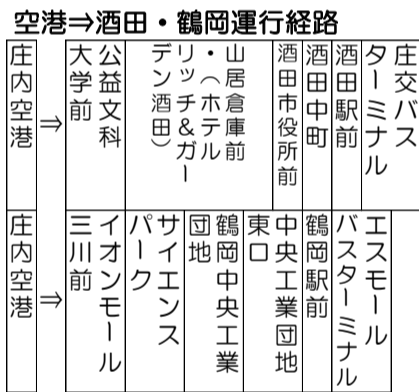 空港⇒酒田・鶴岡運行経路
庄内空港
⇒
公益文科
大学前
山居倉庫前
・（ホテル
リッチ&ガー
デン酒田）
酒田市役所前
酒田中町
酒田駅前
庄交バス
ターミナル
庄内空港
⇒
イオンモール
三川前
サイエンス
パーク
鶴岡中央工業
団地
中央工業団地
東口
鶴岡駅前
エスモール
バスターミナル